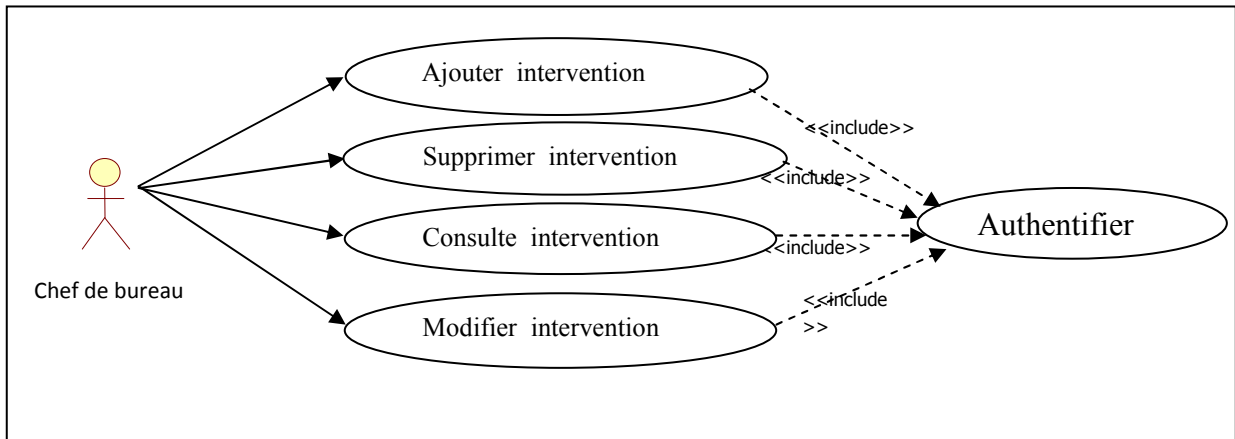 Ajouter intervention
<<include>>
Supprimer intervention
<<include>>
Authentifier
Consulte intervention
<<include>>
Chef de bureau
Modifier intervention
<<include
>>